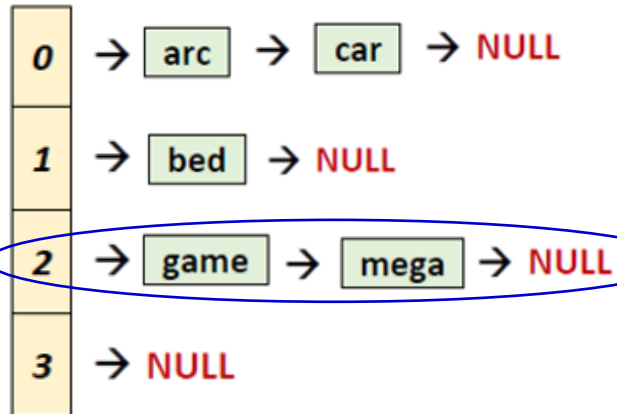 0 → arc → car → NULL
1 → bed → NULL
2 → game → mega → NULL
3 → NULL